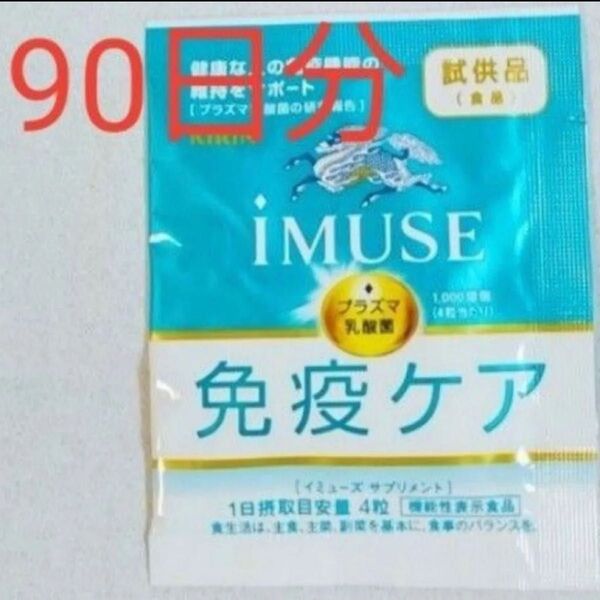 90日分
健康な人の免疫機能の
維持をサポート
[プラズマ乳酸菌の研究報告]
KIRIN
試供品
(食品)
iMUSE
プラズマ
乳酸菌
1,000億個
(4粒当たり)
免疫ケア
[イミューズ サプリメント]
1日摂取目安量 4粒 機能性表示食品
食生活は、主食、主菜、副菜を基本に、食事のバランスを。